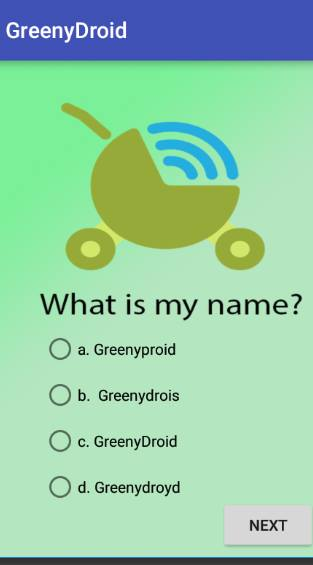 GreenyDroid
What is my name?
a. Greenyproid
b. Greenydrois
c. GreenyDroid
d. Greenydroyd
NEXT